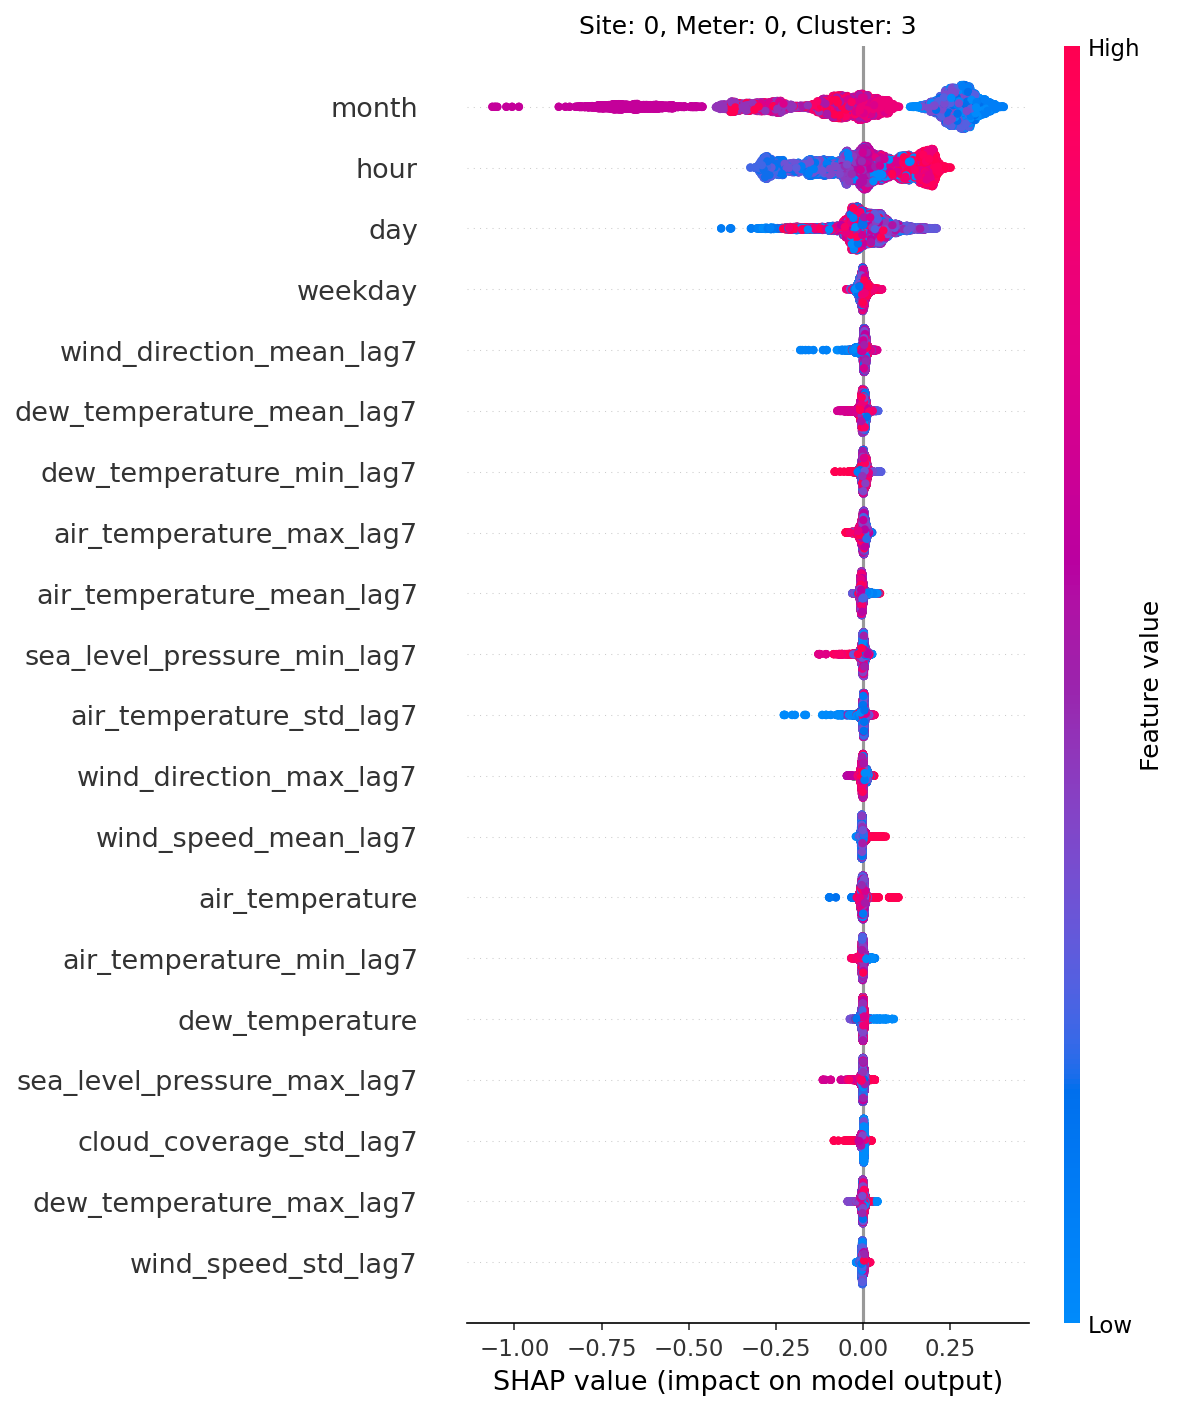 Site: 0, Meter: 0, Cluster: 3
High
month
hour
day
weekday
wind_direction_mean_lag7
dew_temperature_mean_lag7
dew_temperature_min_lag7
air_temperature_max_lag7
air_temperature_mean_lag7
sea_level_pressure_min_lag7
air_temperature_std_lag7
wind_direction_max_lag7
wind_speed_mean_lag7
air_temperature
air_temperature_min_lag7
dew_temperature
sea_level_pressure_max_lag7
cloud_coverage_std_lag7
dew_temperature_max_lag7
wind_speed_std_lag7
Feature value
Low
−1.00 −0.75 −0.50 −0.25 0.00 0.25
SHAP value (impact on model output)